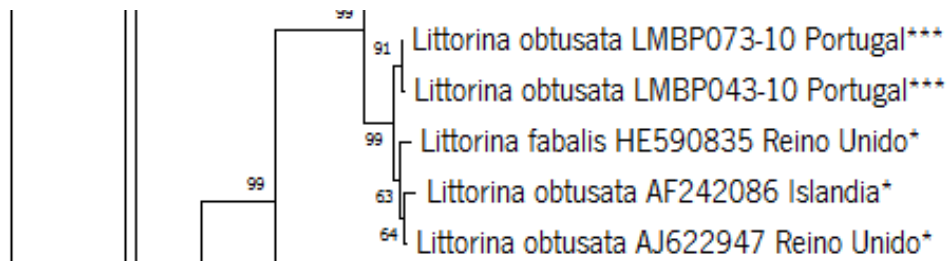 99
Littorina obtusata LMBP073-10 Portugal***
91
Littorina obtusata LMBP043-10 Portugal***
99
Littorina fabalis HE590835 Reino Unido*
99
63
Littorina obtusata AF242086 Islandia*
64
Littorina obtusata AJ622947 Reino Unido*